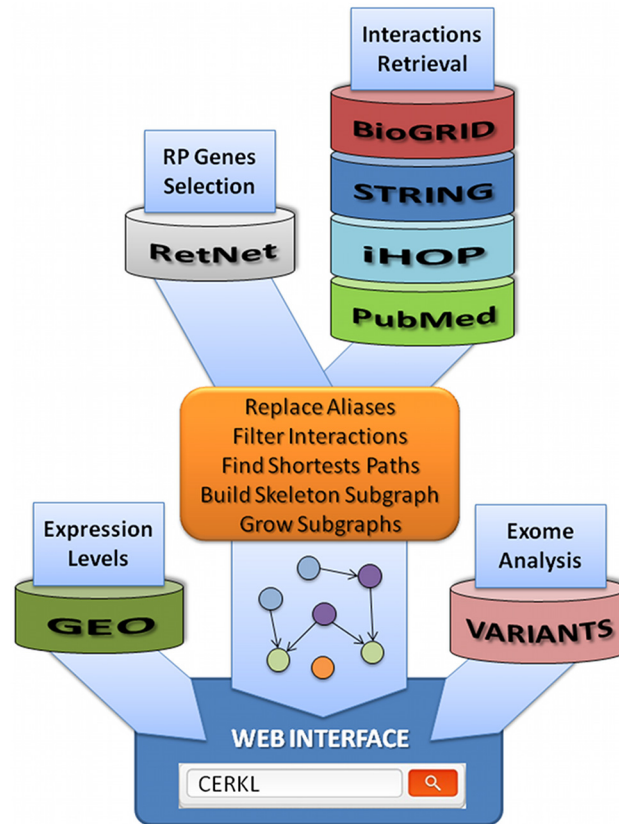 Interactions
Retrieval
BioGRID
STRING
iHOP
PubMed
RP Genes
Selection
RetNet
Replace Aliases
Filter Interactions
Find Shortests Paths
Build Skeleton Subgraph
Grow Subgraphs
Expression
Levels
GEO
Exome
Analysis
VARIANTS
WEB INTERFACE
CERKL